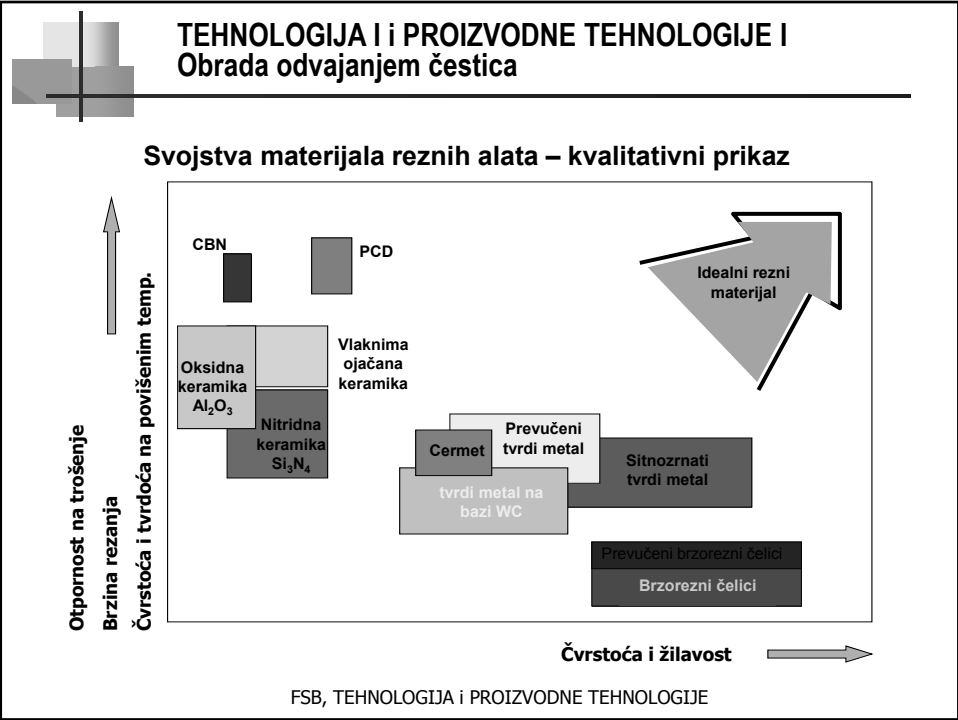 TEHNOLOGIJA I i PROIZVODNE TEHNOLOGIJE I
Obrada odvajanjem čestica
Svojstva materijala reznih alata – kvalitativni prikaz
Otpornost na trošenje
Brzina rezanja
Čvrstoća i tvrdoća na povišenim temp.
CBN
PCD
Idealni rezni
materijal
Oksidna
keramika
Al₂O₃
Vlaknima
ojačana
keramika
Nitridna
keramika
Si₃N₄
Cermet
Prevučeni
tvrdi metal
Sitnozrnati
tvrdi metal
tvrdi metal na
bazi WC
Prevučeni brzorezni čelici
Brzorezni čelici
Čvrstoća i žilavost
FSB, TEHNOLOGIJA i PROIZVODNE TEHNOLOGIJE